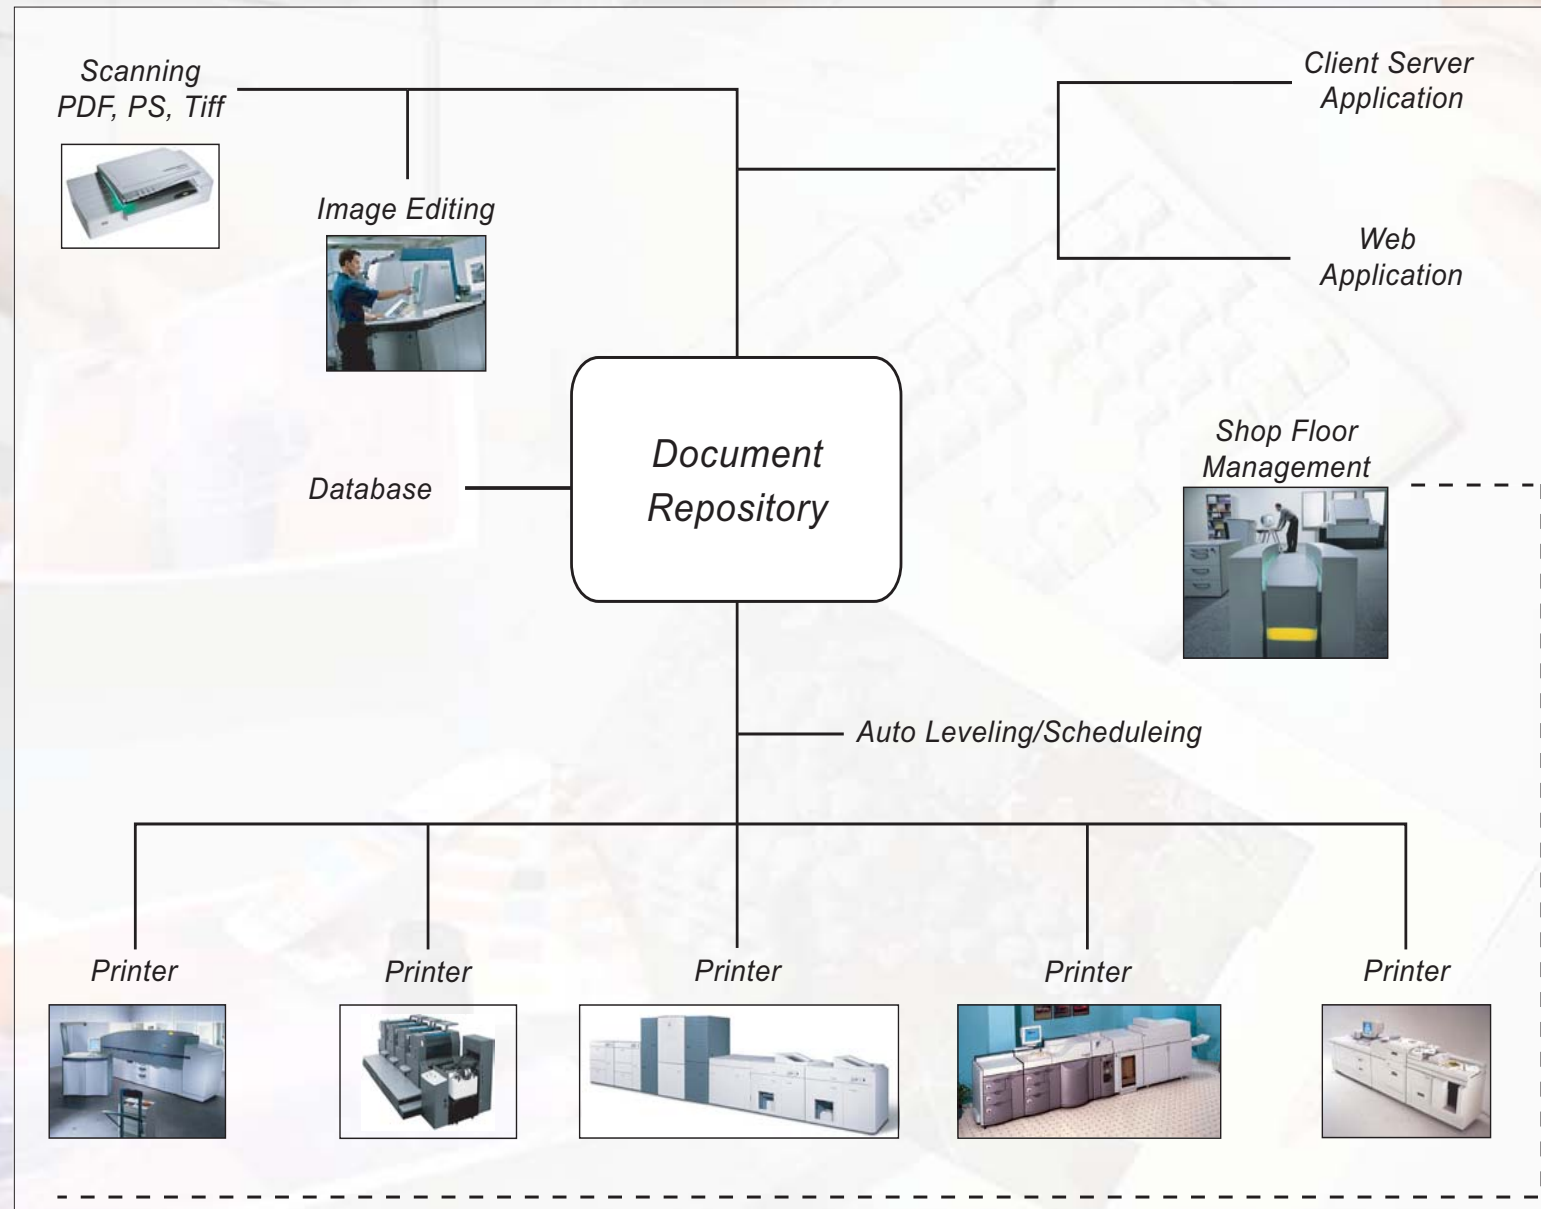 Scanning
PDF, PS, Tiff
Client Server
Application
Image Editing
Web
Application
NEXPRESS
Document
Repository
Database
Shop Floor
Management
Auto Leveling/Scheduleing
Printer
Printer
Printer
Printer
Printer